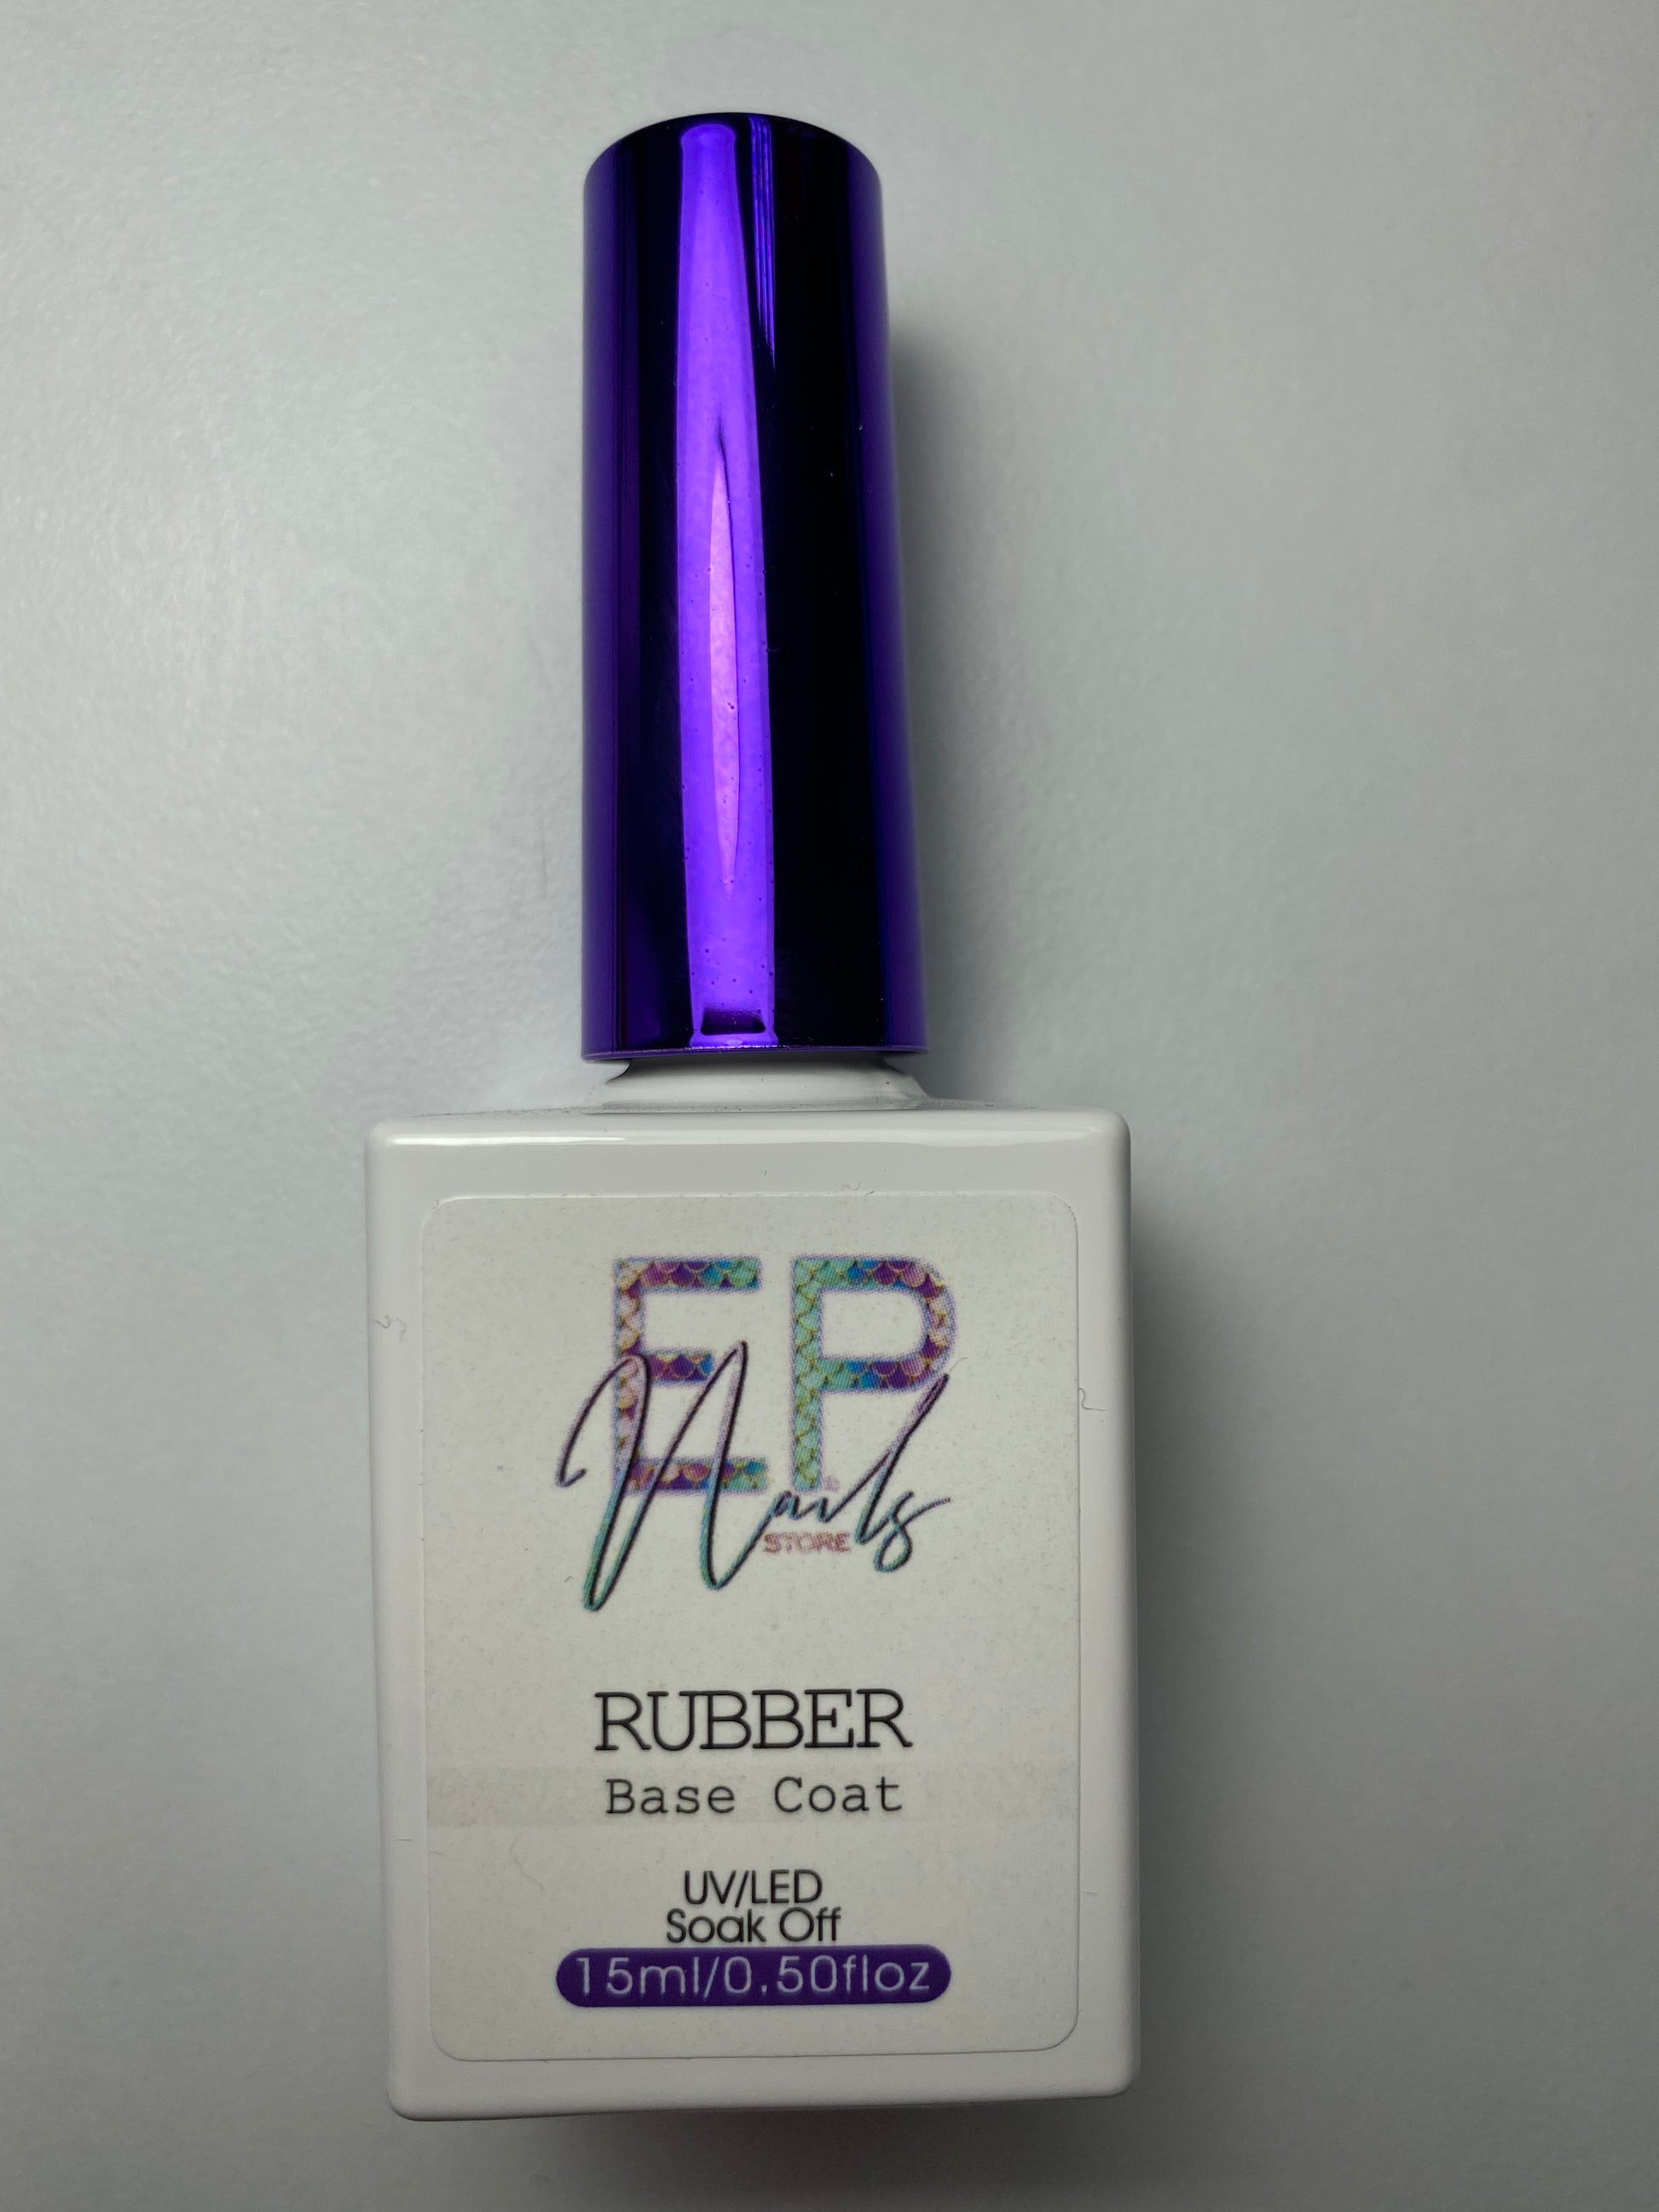 EP
Nails
STORE
RUBBER
Base Coat
UV/LED
Soak Off
15ml/0.50floz